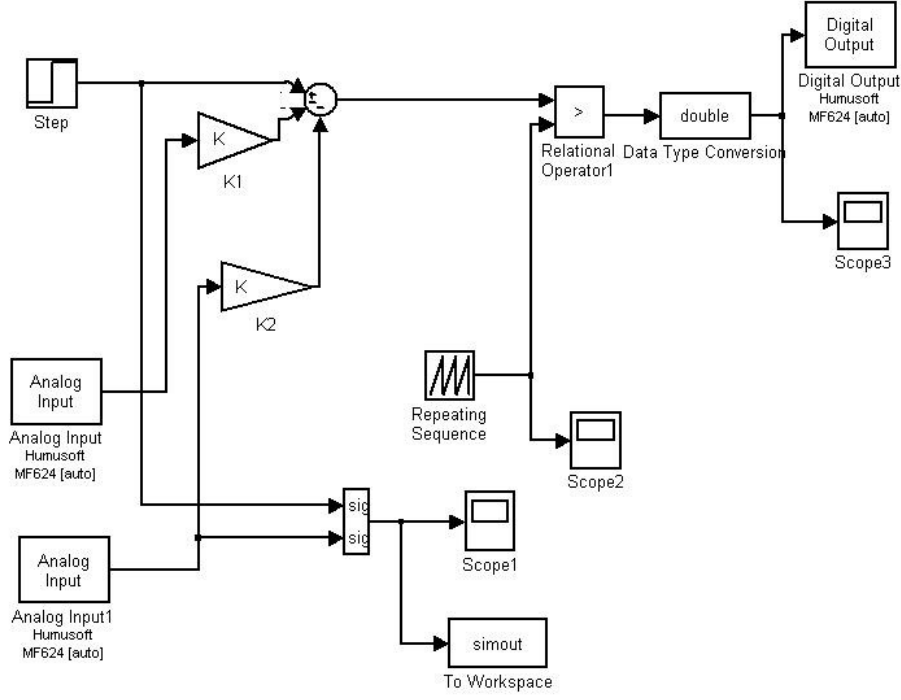 Digital
Output
Digital Output
Humusoft
MF624 [auto]
Step
K
K1
>
Relational
Operator1
double
Data Type Conversion
Scope3
K
K2
Analog
Input
Analog Input
Humusoft
MF624 [auto]
Repeating
Sequence
Scope2
sig
sig
Scope1
Analog
Input
Analog Input1
Humusoft
MF624 [auto]
simout
To Workspace